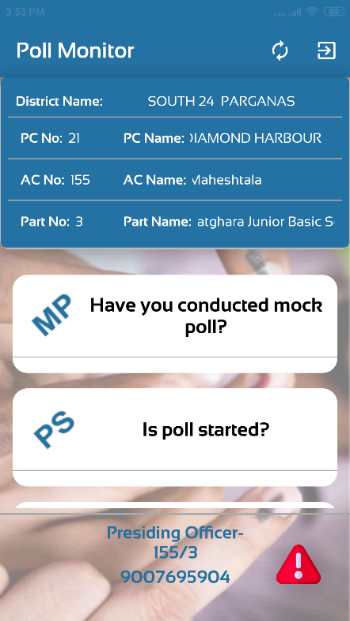 3:53 PM
Poll Monitor
District Name: SOUTH 24 PARGANAS
PC No: 21 PC Name: DIAMOND HARBOUR
AC No: 155 AC Name: Maheshtala
Part No: 3 Part Name: atghara Junior Basic S
MP
Have you conducted mock
poll?
PS
Is poll started?
Presiding Officer-
155/3
9007695904